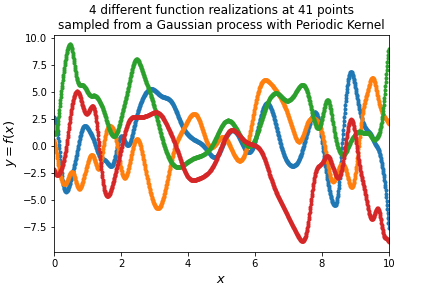 4 different function realizations at 41 points
sampled from a Gaussian process with Periodic Kernel
10.0
7.5
5.0
2.5
0.0
−2.5
−5.0
−7.5
y = f(x)
0 2 4 6 8 10
x